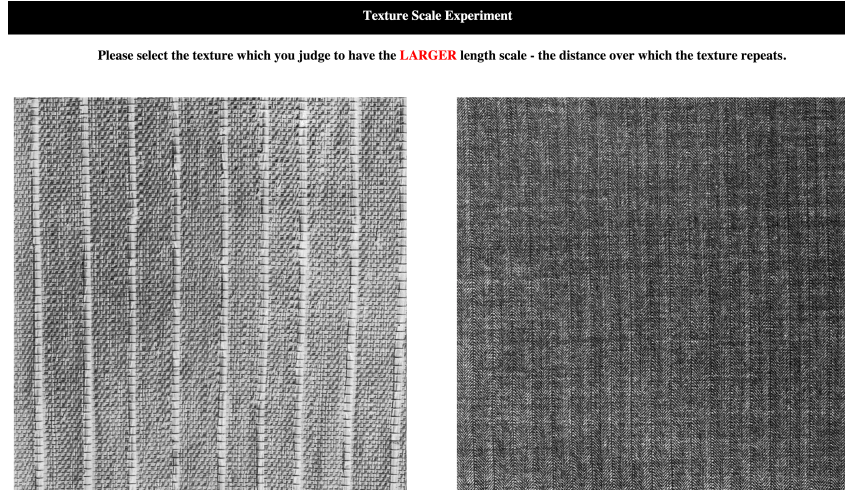 Texture Scale Experiment
Please select the texture which you judge to have the LARGER length scale - the distance over which the texture repeats.